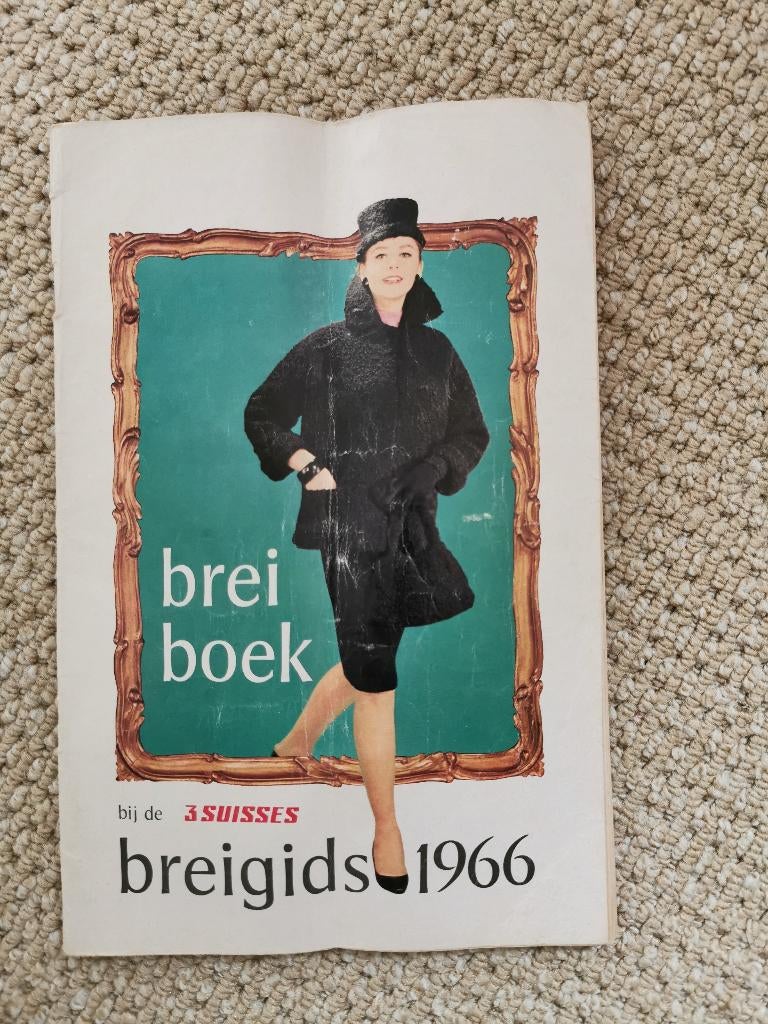 brei
boek
bij de 3 SUISSES
breigids 1966